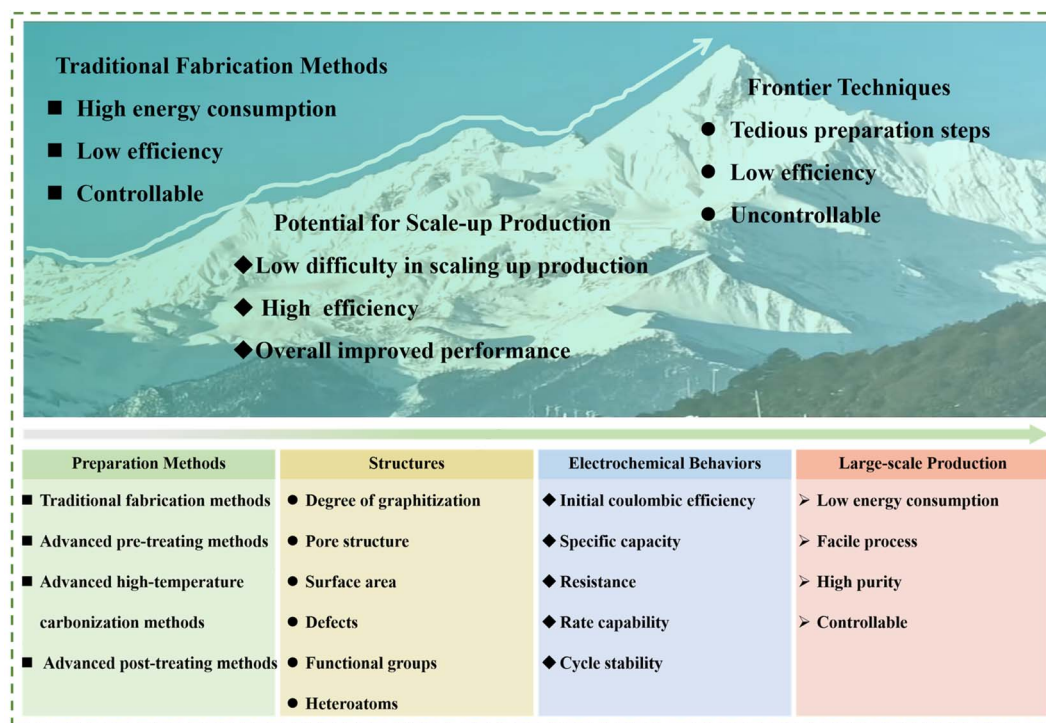 Traditional Fabrication Methods
■ High energy consumption
■ Low efficiency
■ Controllable
Frontier Techniques
● Tedious preparation steps
● Low efficiency
● Uncontrollable
Potential for Scale-up Production
◆Low difficulty in scaling up production
◆ High efficiency
◆Overall improved performance
Preparation Methods
■ Traditional fabrication methods
■ Advanced pre-treating methods
■ Advanced high-temperature
carbonization methods
■ Advanced post-treating methods
Structures
● Degree of graphitization
● Pore structure
● Surface area
● Defects
● Functional groups
● Heteroatoms
Electrochemical Behaviors
◆ Initial coulombic efficiency
◆ Specific capacity
◆ Resistance
◆ Rate capability
◆ Cycle stability
Large-scale Production
➢ Low energy consumption
➢ Facile process
➢ High purity
➢ Controllable